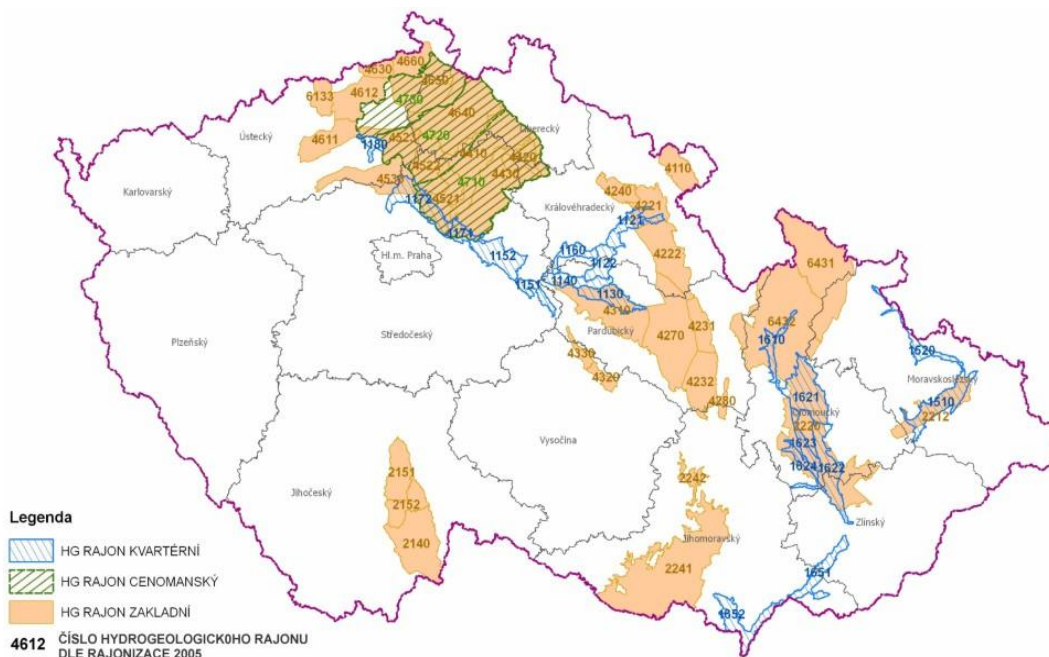 4660
4630
4650
4612
6133
4730
4640
Liberecký
Ústecký
4523
4720
4611
1180
4410
4420
4522
4430
4110
Karlovarský
4530
4710
4240
1172
4521
4221
Královéhradecký
1121
1171
1160
4222
Hl.m. Praha
1152
1122
6431
1151
1140
1130
4310
6432
4231
Plzeňský
Středočeský
Pardubický
4270
1610
4330
1520
4320
4232
Moravskoslezský
4280
1621
1510
Olomoucký
2212
2220
Vysočina
1623
2151
1624
1622
2242
Jihočeský
2152
Zlínský
Legenda
2140
Jihomoravský
HG RAJON KVARTÉRNÍ
2241
1651
HG RAJON CENOMANSKÝ
1652
HG RAJON ZAKLADNÍ
4612 ČÍSLO HYDROGEOLOGICK0HO RAJONU
DLE RAJONIZACE 2005